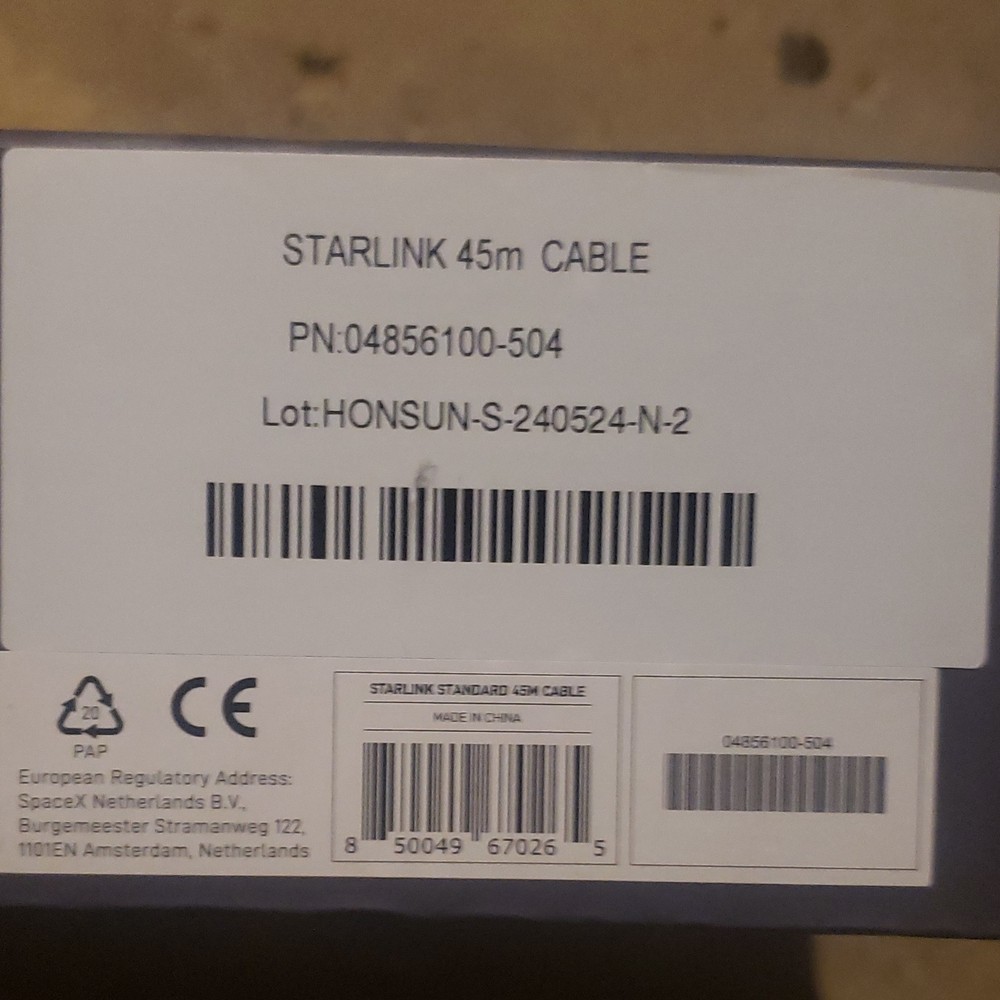 STARLINK 45m CABLE
PN:04856100-504
Lot:HONSUN-S-240524-N-2
20
PAP
CE
European Regulatory Address:
SpaceX Netherlands B.V.,
Burgemeester Stramanweg 122,
1101EN Amsterdam, Netherlands
STARLINK STANDARD 45M CABLE
MADE IN CHINA
8 50049 67026 5
04856100-504